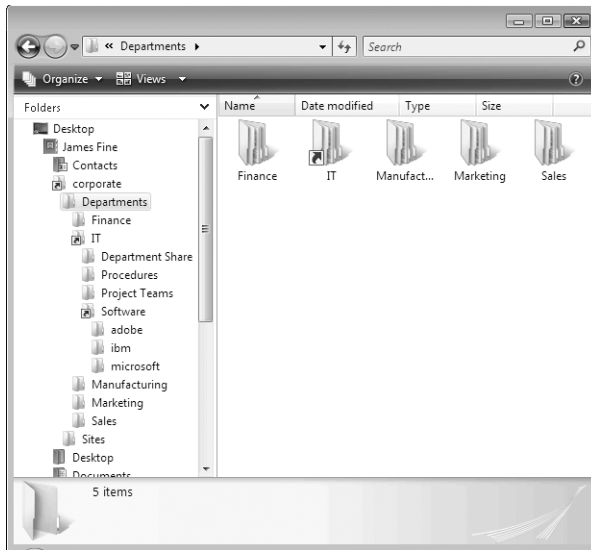 « Departments
Search
Organize Views ?
Folders
Name Date modified Type Size
Desktop
James Fine
Contacts
corporate
Departments
Finance
IT
Department Share
Procedures
Project Teams
Software
adobe
ibm
microsoft
Manufacturing
Marketing
Sales
Sites
Desktop
Documents
Finance IT Manufact... Marketing Sales
5 items